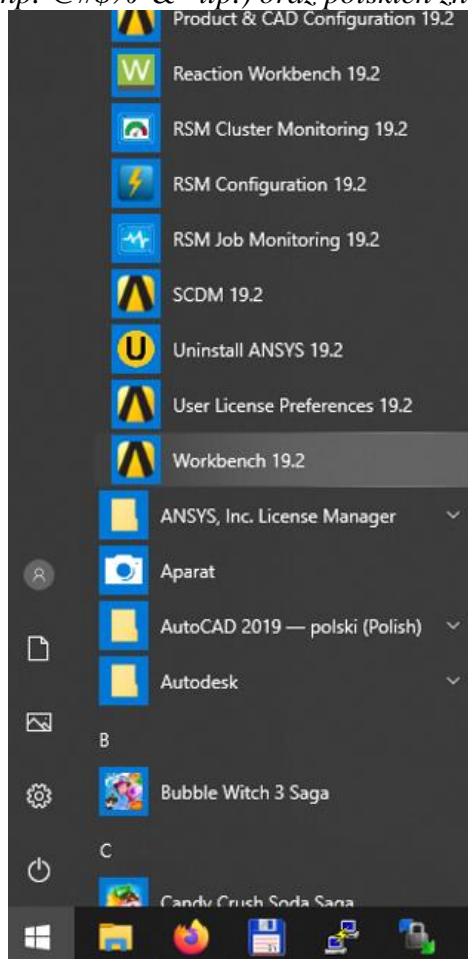 Product & CAD Configuration 19.2
Reaction Workbench 19.2
RSM Cluster Monitoring 19.2
RSM Configuration 19.2
RSM Job Monitoring 19.2
SCDM 19.2
Uninstall ANSYS 19.2
User License Preferences 19.2
Workbench 19.2
ANSYS, Inc. License Manager
Aparat
AutoCAD 2019 — polski (Polish)
Autodesk
B
Bubble Witch 3 Saga
C
Candy Crush Soda Saga